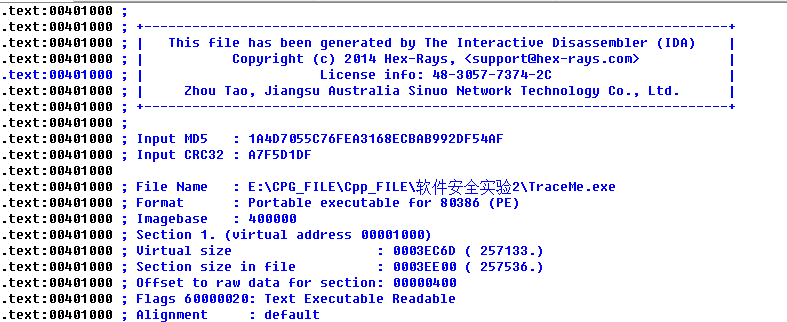 .text:00401000 ;
.text:00401000 ; +-------------------------------------------------------------------------+
.text:00401000 ; |   This file has been generated by The Interactive Disassembler (IDA)    |
.text:00401000 ; |           Copyright (c) 2014 Hex-Rays, <support@hex-rays.com>           |
.text:00401000 ; |                      License info: 48-3057-7374-2C                      |
.text:00401000 ; |     Zhou Tao, Jiangsu Australia Sinuo Network Technology Co., Ltd.      |
.text:00401000 ; +-------------------------------------------------------------------------+
.text:00401000 ;
.text:00401000 ; Input MD5   : 1A4D7055C76FEA3168ECBAB992DF54AF
.text:00401000 ; Input CRC32 : A7F5D1DF
.text:00401000
.text:00401000 ; File Name   : E:\CPG_FILE\Cpp_FILE\软件安全实验2\TraceMe.exe
.text:00401000 ; Format      : Portable executable for 80386 (PE)
.text:00401000 ; Imagebase   : 400000
.text:00401000 ; Section 1. (virtual address 00001000)
.text:00401000 ; Virtual size                  : 0003EC6D ( 257133.)
.text:00401000 ; Section size in file          : 0003EE00 ( 257536.)
.text:00401000 ; Offset to raw data for section: 00000400
.text:00401000 ; Flags 60000020: Text Executable Readable
.text:00401000 ; Alignment     : default